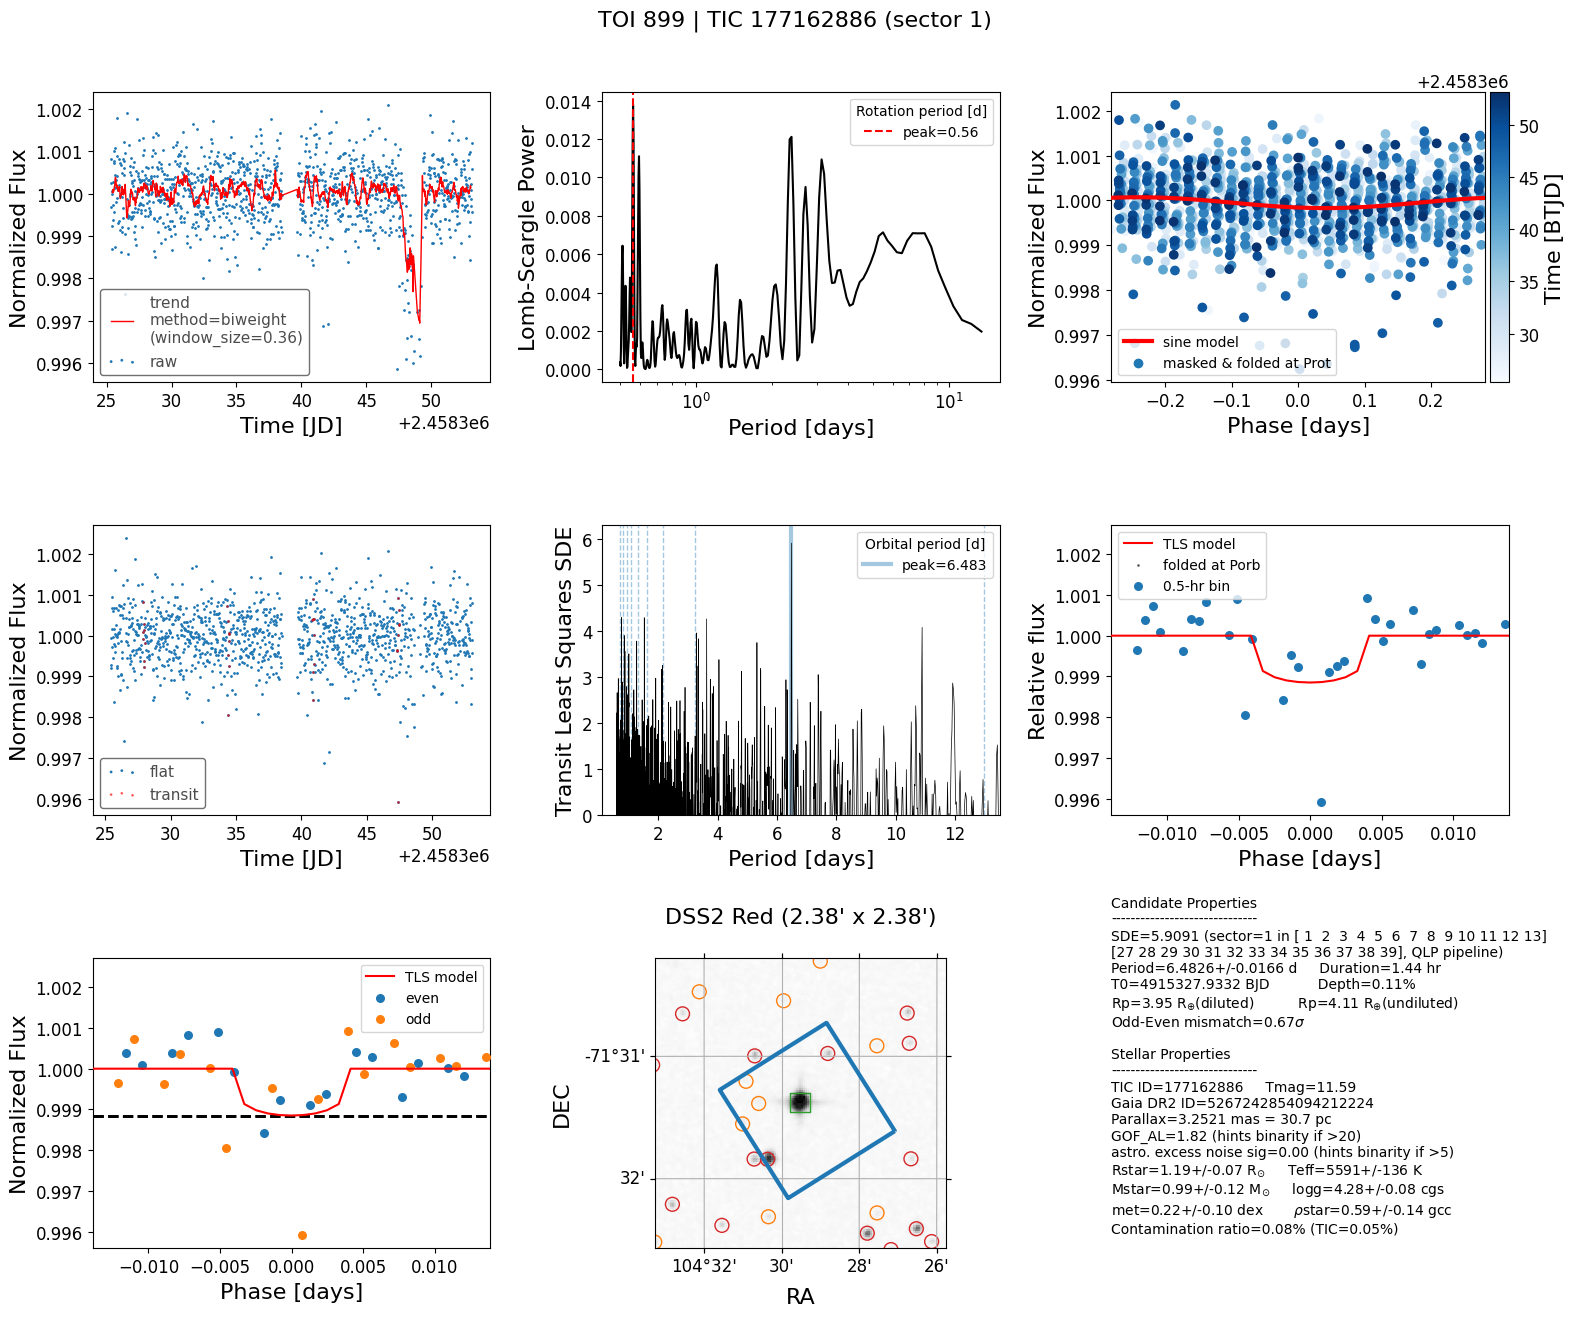 TOI 899 | TIC 177162886 (sector 1)
Normalized Flux
1.002
1.001
1.000
0.999
0.998
0.997
0.996
trend
method=biweight
(window_size=0.36)
raw
25 30 35 40 45 50
Time [JD]
+2.4583e6
Lomb-Scargle Power
0.014
0.012
0.010
0.008
0.006
0.004
0.002
0.000
Rotation period [d]
peak=0.56
10^0 10^1
Period [days]
Normalized Flux
1.002
1.001
1.000
0.999
0.998
0.997
0.996
sine model
masked & folded at Prot
−0.2 −0.1 0.0 0.1 0.2
Phase [days]
+2.4583e6
50
45
40
35
30
Time [BTJD]
Normalized Flux
1.002
1.001
1.000
0.999
0.998
0.997
0.996
flat
transit
25 30 35 40 45 50
Time [JD]
+2.4583e6
Transit Least Squares SDE
6
5
4
3
2
1
0
Orbital period [d]
peak=6.483
2 4 6 8 10 12
Period [days]
Relative flux
1.002
1.001
1.000
0.999
0.998
0.997
0.996
TLS model
folded at Porb
0.5-hr bin
−0.010 −0.005 0.000 0.005 0.010
Phase [days]
Normalized Flux
1.002
1.001
1.000
0.999
0.998
0.997
0.996
TLS model
even
odd
−0.010 −0.005 0.000 0.005 0.010
Phase [days]
DSS2 Red (2.38' x 2.38')
DEC
-71°31'
32'
104°32' 30' 28' 26'
RA
Candidate Properties
------------------------------
SDE=5.9091 (sector=1 in [ 1 2 3 4 5 6 7 8 9 10 11 12 13]
[27 28 29 30 31 32 33 34 35 36 37 38 39], QLP pipeline)
Period=6.4826+/-0.0166 d Duration=1.44 hr
T0=4915327.9332 BJD Depth=0.11%
Rp=3.95 R⊕(diluted) Rp=4.11 R⊕(undiluted)
Odd-Even mismatch=0.67σ
Stellar Properties
------------------------------
TIC ID=177162886 Tmag=11.59
Gaia DR2 ID=5267242854094212224
Parallax=3.2521 mas = 30.7 pc
GOF_AL=1.82 (hints binarity if >20)
astro. excess noise sig=0.00 (hints binarity if >5)
Rstar=1.19+/-0.07 R☉ Teff=5591+/-136 K
Mstar=0.99+/-0.12 M☉ logg=4.28+/-0.08 cgs
met=0.22+/-0.10 dex ρstar=0.59+/-0.14 gcc
Contamination ratio=0.08% (TIC=0.05%)